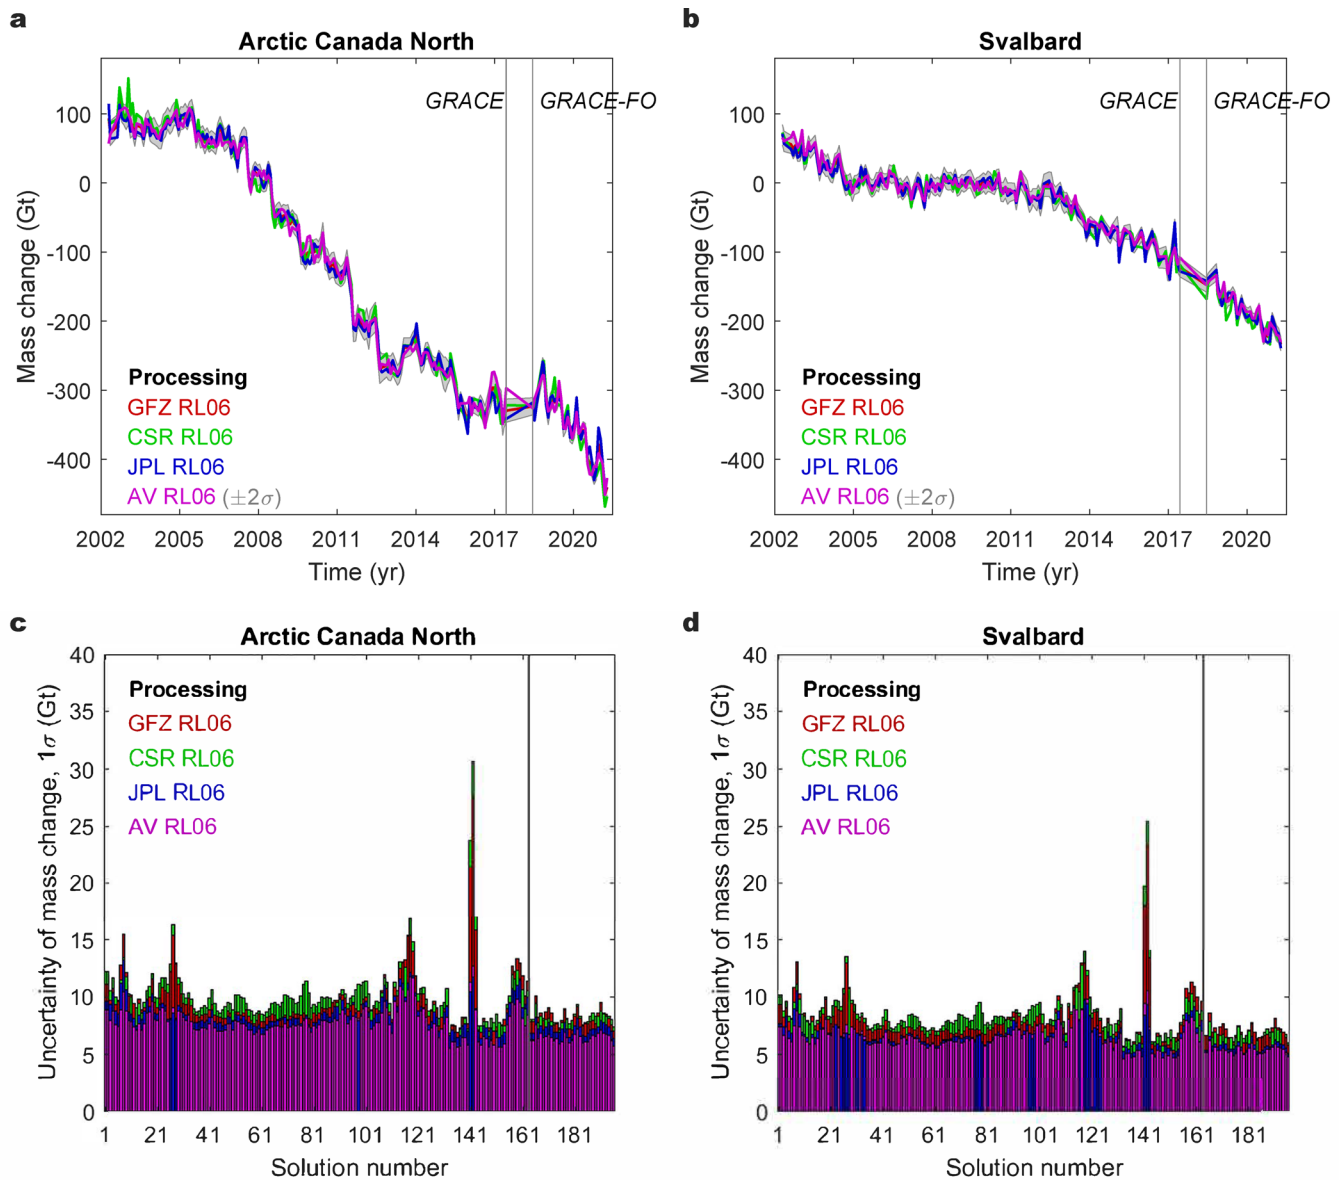 a
Arctic Canada North
GRACE
GRACE-FO
100
0
-100
-200
-300
-400
Mass change (Gt)
Processing
GFZ RL06
CSR RL06
JPL RL06
AV RL06 (±2σ)
2002 2005 2008 2011 2014 2017 2020
Time (yr)
b
Svalbard
GRACE
GRACE-FO
100
0
-100
-200
-300
-400
Mass change (Gt)
Processing
GFZ RL06
CSR RL06
JPL RL06
AV RL06 (±2σ)
2002 2005 2008 2011 2014 2017 2020
Time (yr)
c
Arctic Canada North
40
35
30
25
20
15
10
5
0
Uncertainty of mass change, 1σ (Gt)
Processing
GFZ RL06
CSR RL06
JPL RL06
AV RL06
1 21 41 61 81 101 121 141 161 181
Solution number
d
Svalbard
40
35
30
25
20
15
10
5
0
Uncertainty of mass change, 1σ (Gt)
Processing
GFZ RL06
CSR RL06
JPL RL06
AV RL06
1 21 41 61 81 101 121 141 161 181
Solution number